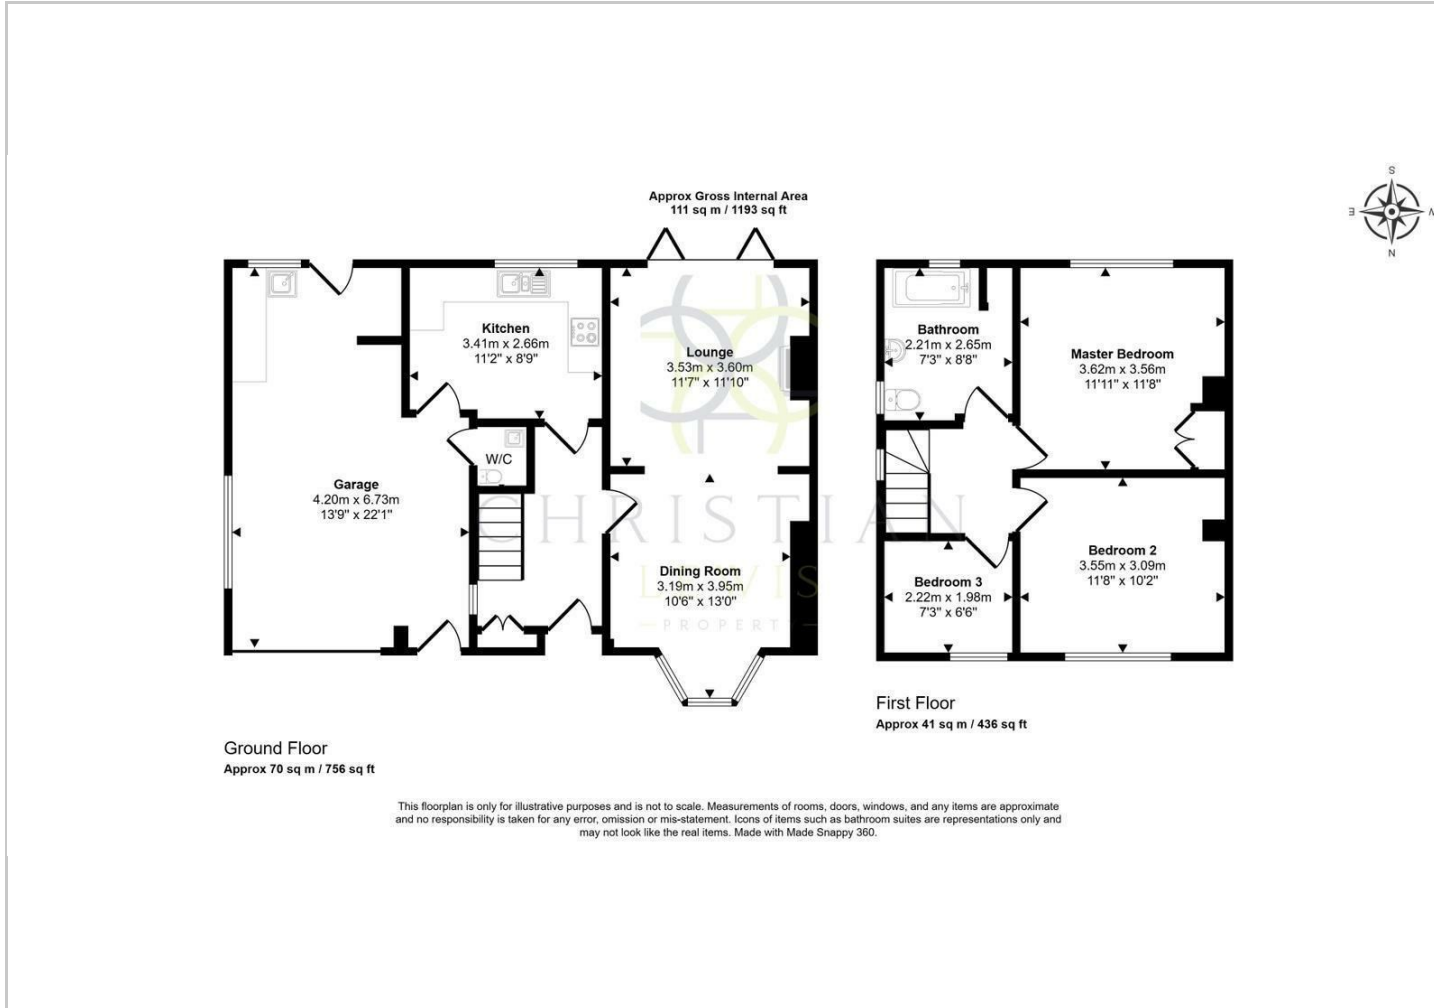 Approx Gross Internal Area
111 sq m / 1193 sq ft
S
E
W
N
Kitchen
3.41m x 2.66m
11'2" x 8'9"
Lounge
3.53m x 3.60m
11'7" x 11'10"
W/C
Garage
4.20m x 6.73m
13'9" x 22'1"
Dining Room
3.19m x 3.95m
10'6" x 13'0"
Bathroom
2.21m x 2.65m
7'3" x 8'8"
Master Bedroom
3.62m x 3.56m
11'11" x 11'8"
Bedroom 2
3.55m x 3.09m
11'8" x 10'2"
Bedroom 3
2.22m x 1.98m
7'3" x 6'6"
CHRISTIAN
PROPERTY
First Floor
Approx 41 sq m / 436 sq ft
Ground Floor
Approx 70 sq m / 756 sq ft
This floorplan is only for illustrative purposes and is not to scale. Measurements of rooms, doors, windows, and any items are approximate
and no responsibility is taken for any error, omission or mis-statement. Icons of items such as bathroom suites are representations only and
may not look like the real items. Made with Made Snappy 360.